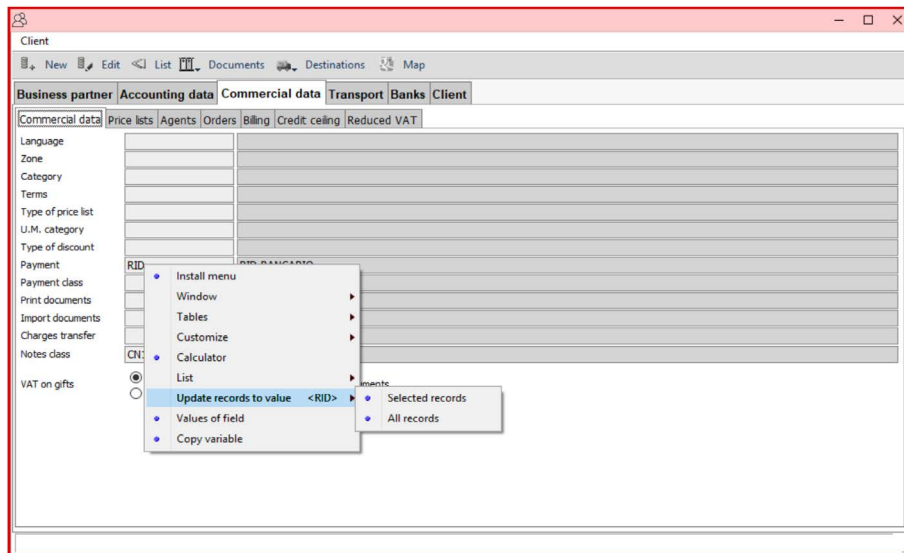 Client
New Edit List Documents Destinations Map
Business partner Accounting data Commercial data Transport Banks Client
Commercial data Price lists Agents Orders Billing Credit ceiling Reduced VAT
Language
Zone
Category
Terms
Type of price list
U.M. category
Type of discount
Payment RID RID BANCARIO
Payment class
Print documents
Import documents
Charges transfer
Notes class CN1
VAT on gifts
Install menu
Window
Tables
Customize
Calculator
List
Update records to value <RID>
Values of field
Copy variable
Selected records
All records